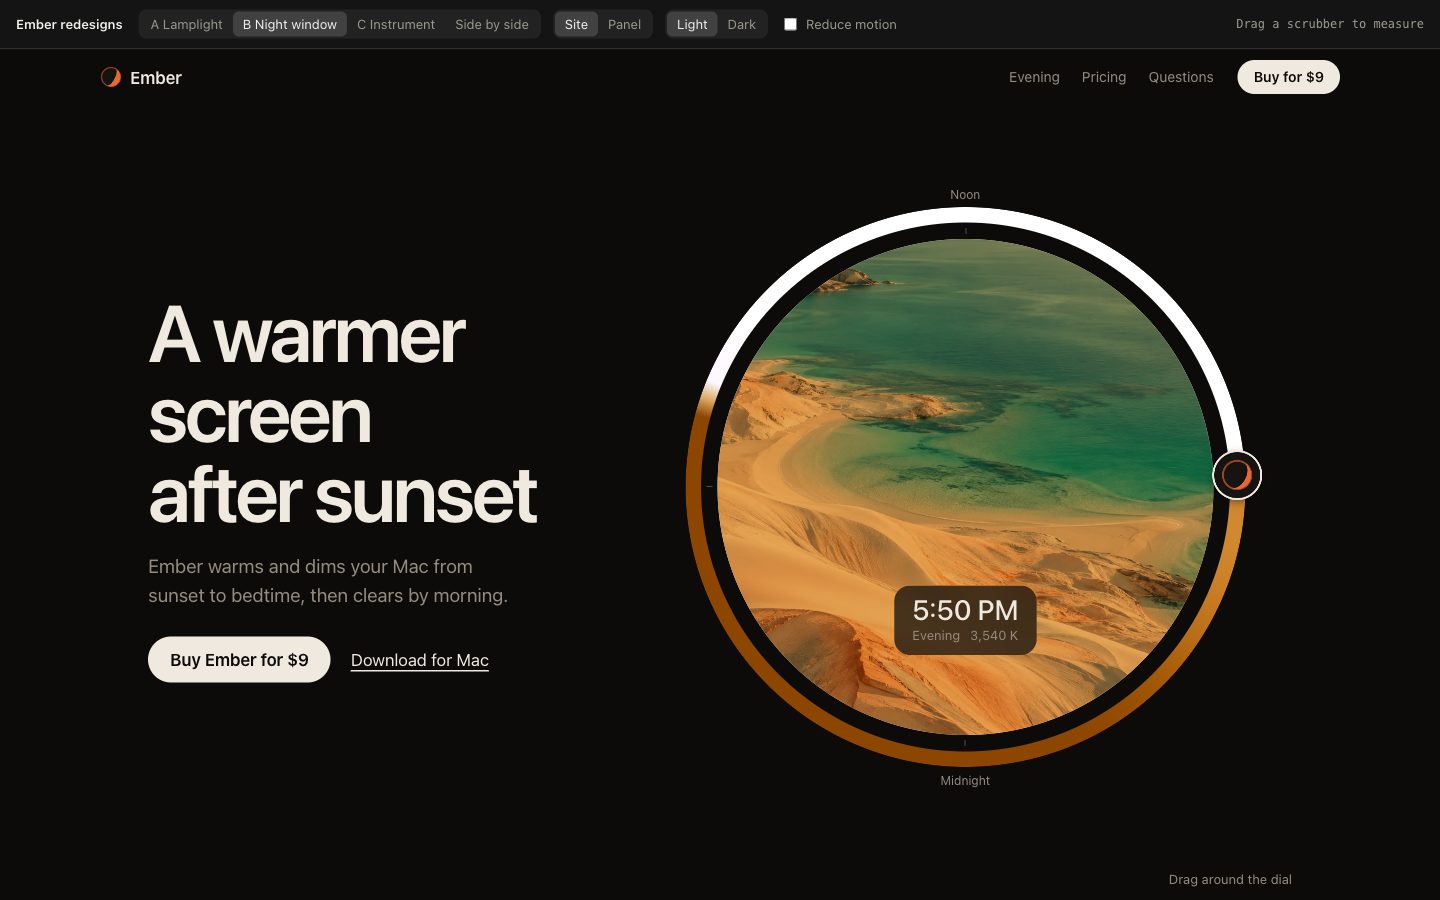 Ember redesigns A Lamplight B Night window C Instrument Side by side Site Panel Light Dark Reduce motion Drag a scrubber to measure
Ember Evening Pricing Questions Buy for $9
Noon
A warmer
screen
after sunset
Ember warms and dims your Mac from
sunset to bedtime, then clears by morning.
Buy Ember for $9 Download for Mac
5:50 PM
Evening 3,540 K
Midnight
Drag around the dial